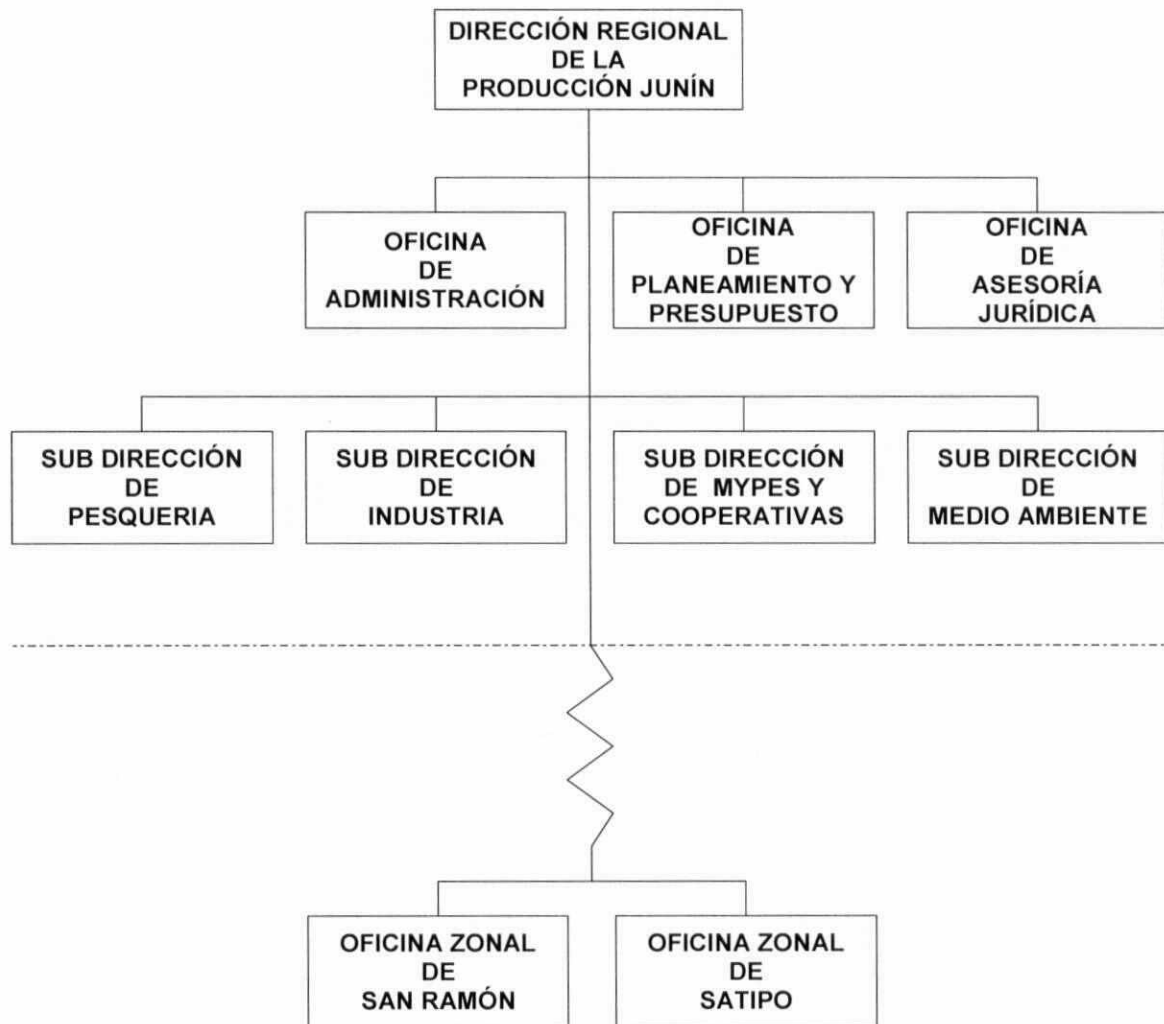 DIRECCIÓN REGIONAL
DE LA
PRODUCCIÓN JUNÍN
OFICINA
DE
ADMINISTRACIÓN
OFICINA
DE
PLANEAMIENTO Y
PRESUPUESTO
OFICINA
DE
ASESORÍA
JURÍDICA
SUB DIRECCIÓN
DE
PESQUERIA
SUB DIRECCIÓN
DE
INDUSTRIA
SUB DIRECCIÓN
DE MYPES Y
COOPERATIVAS
SUB DIRECCIÓN
DE
MEDIO AMBIENTE
OFICINA ZONAL
DE
SAN RAMÓN
OFICINA ZONAL
DE
SATIPO